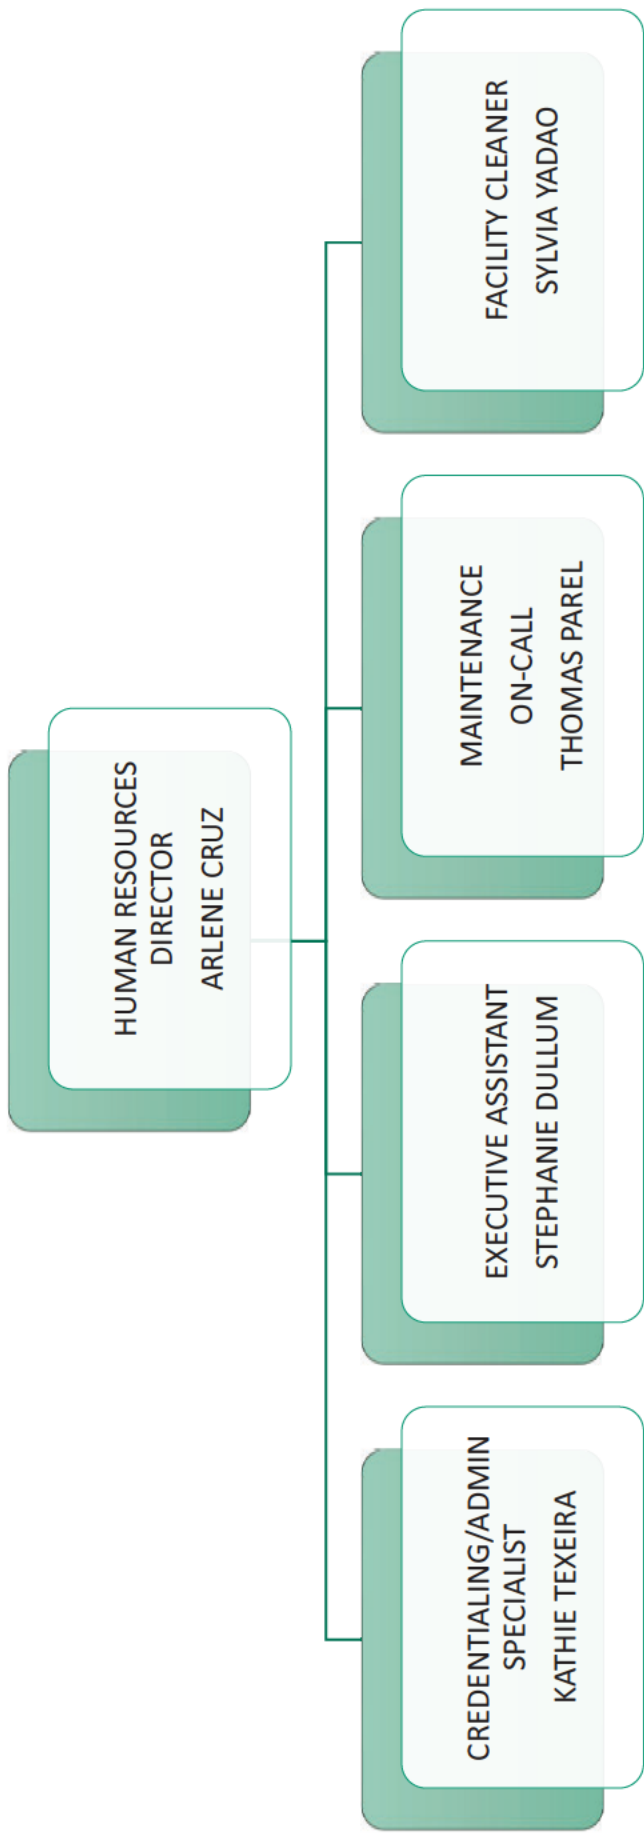 HUMAN RESOURCES
DIRECTOR
ARLENE CRUZ
CREDENTIALING/ADMIN
SPECIALIST
KATHIE TEXEIRA
EXECUTIVE ASSISTANT
STEPHANIE DULLUM
MAINTENANCE
ON-CALL
THOMAS PAREL
FACILITY CLEANER
SYLVIA YADAO